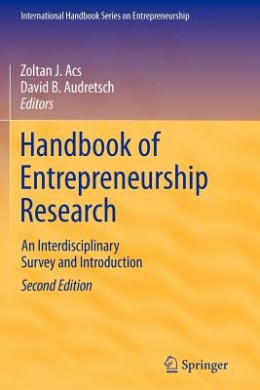 International Handbook Series on Entrepreneurship
Zoltan J. Acs
David B. Audretsch
Editors
Handbook of
Entrepreneurship
Research
An Interdisciplinary
Survey and Introduction
Second Edition
Springer